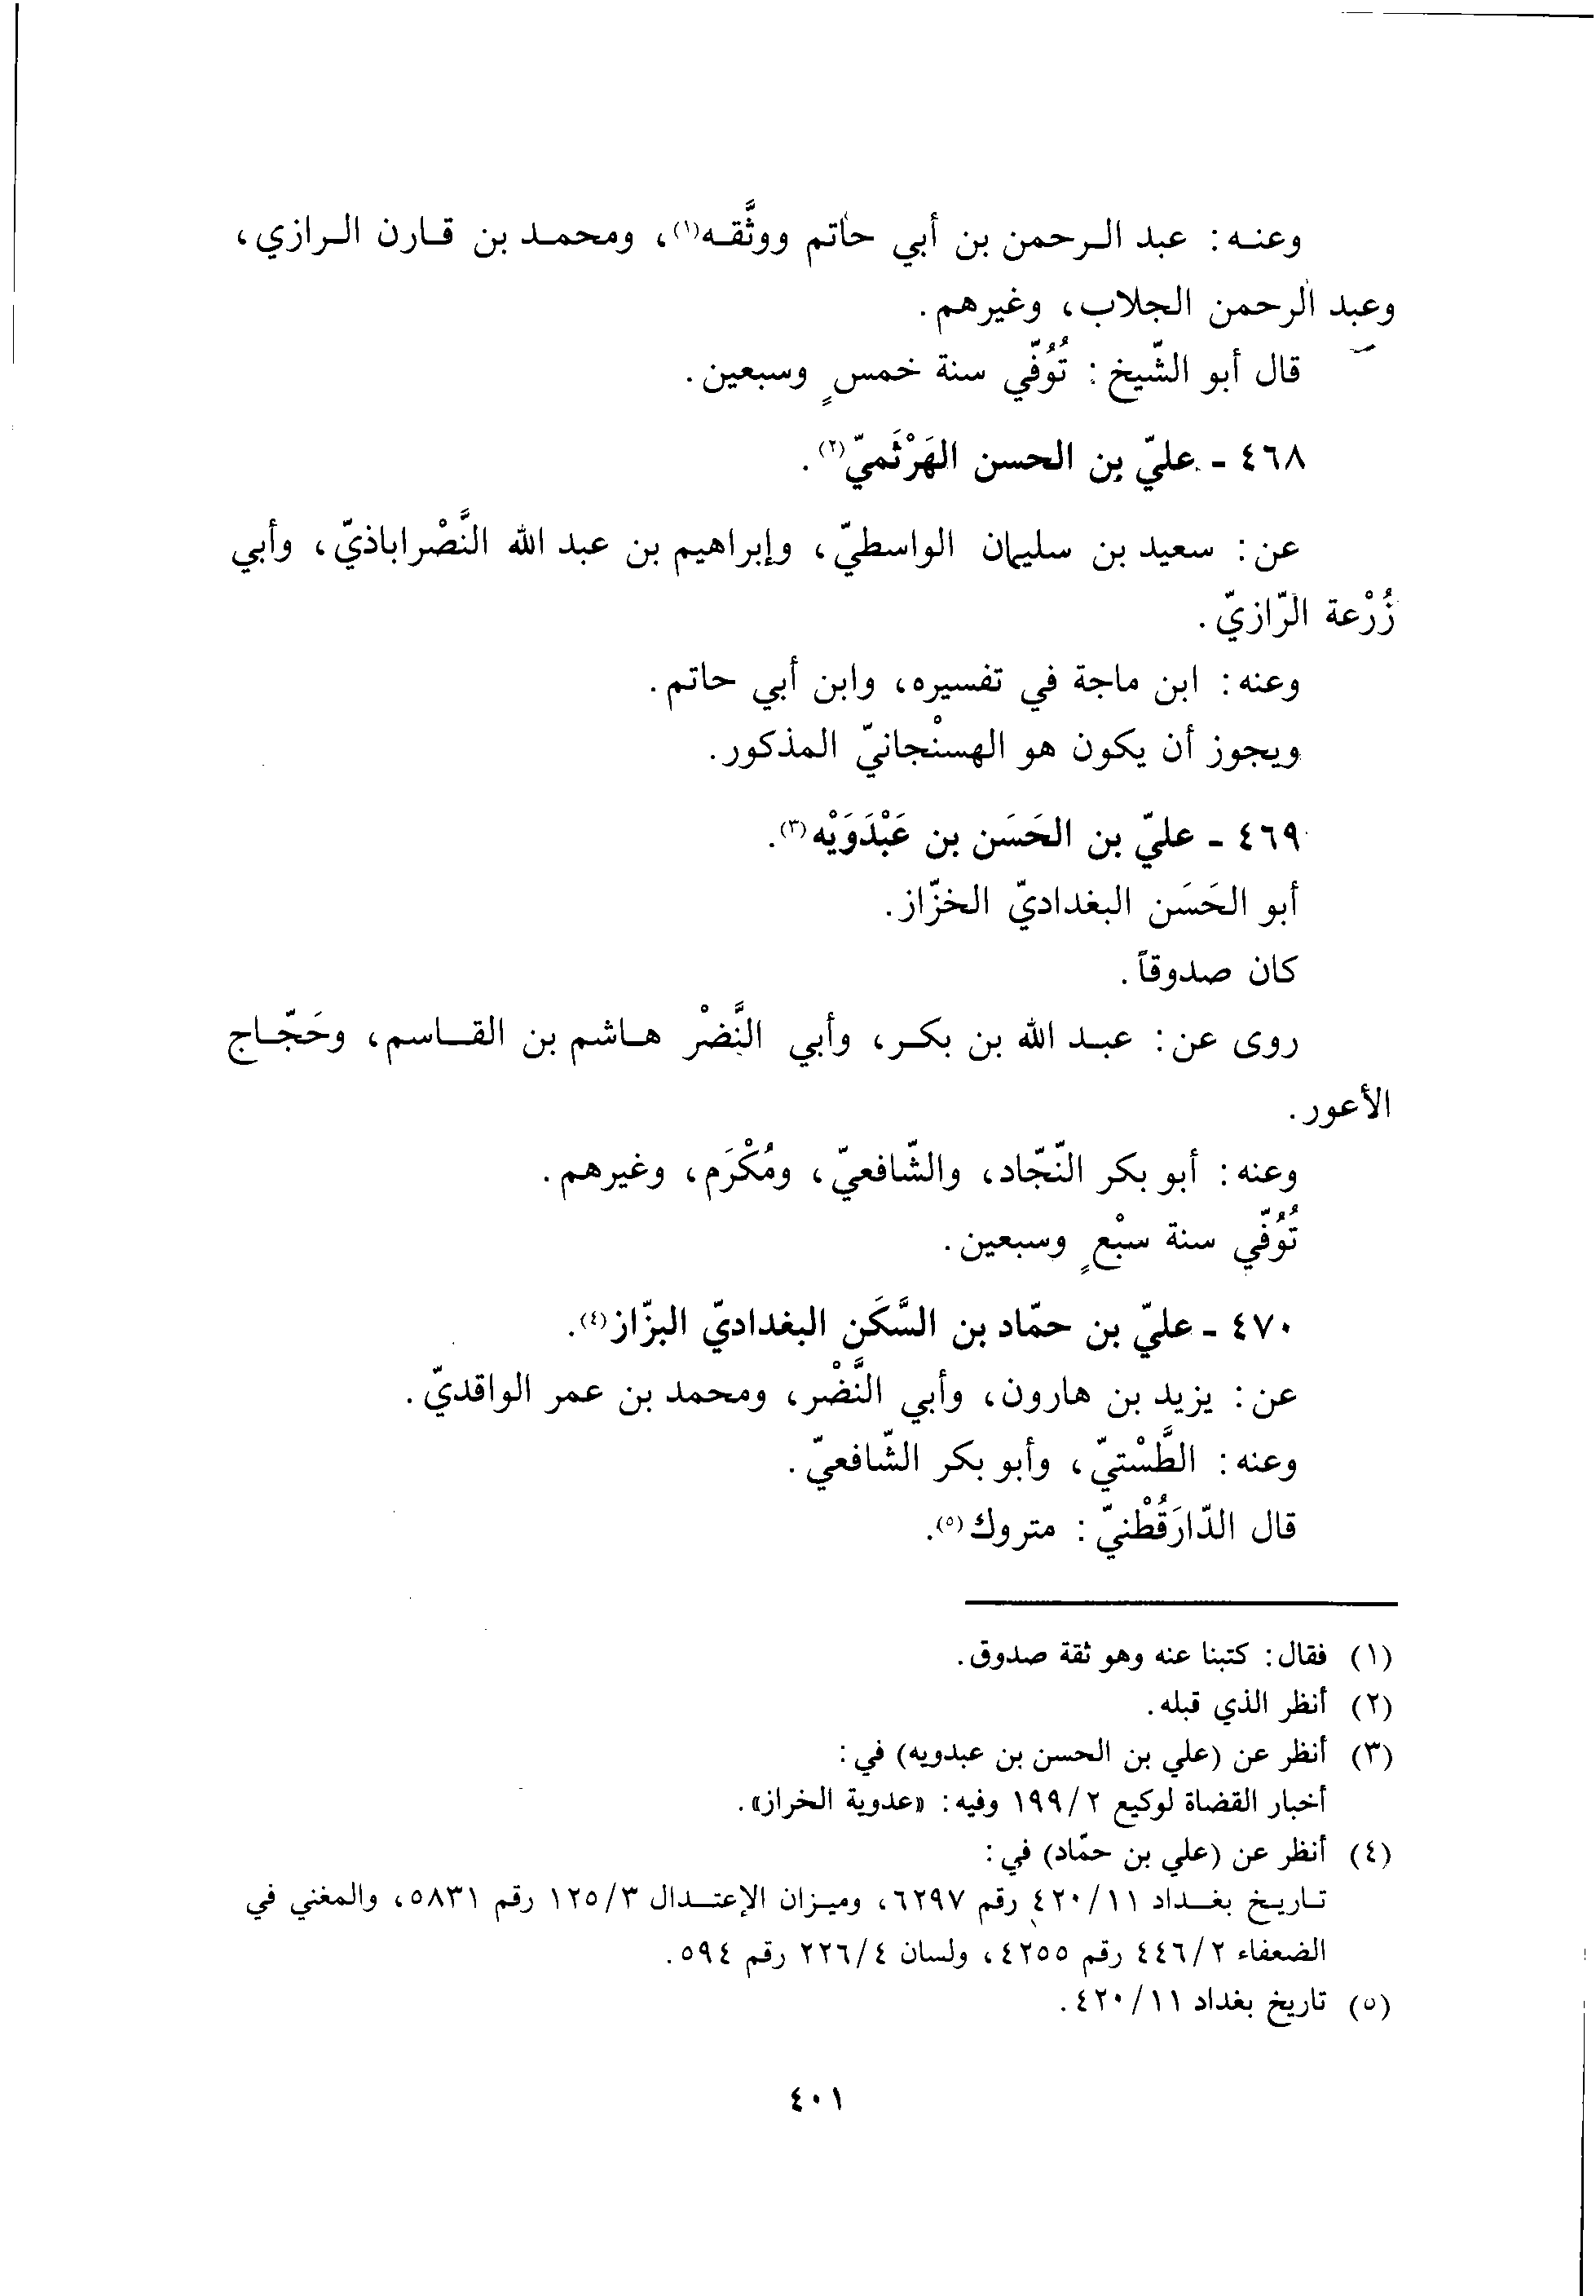 وعنه: عبد الرحمن بن أبي حاتم ووثَّقه(١)، ومحمد بن قارن الرازي،
وعبد الرحمن الجلاب، وغيرهم.
قال أبو الشّيخ: تُوُفّي سنة خمسٍ وسبعين.
٤٦٨ - عليّ بن الحسن الهَرْثَميّ(٢).
عن: سعيد بن سليمان الواسطيّ، وإبراهيم بن عبد الله النَّصْراباذيّ، وأبي
زُرْعة الرّازيّ.
وعنه: ابن ماجة في تفسيره، وابن أبي حاتم.
ويجوز أن يكون هو الهسنْجانيّ المذكور.
٤٦٩ - عليّ بن الحَسَن بن عَبْدَوَيْه(٣).
أبو الحَسَن البغداديّ الخزّاز.
كان صدوقاً.
روى عن: عبد الله بن بكر، وأبي النَّضْر هاشم بن القاسم، وحَجّاج
الأعور.
وعنه: أبو بكر النّجّاد، والشّافعيّ، ومُكْرَم، وغيرهم.
تُوُفّي سنة سبْعٍ وسبعين.
٤٧٠ - عليّ بن حمّاد بن السَّكَن البغداديّ البزّاز(٤).
عن: يزيد بن هارون، وأبي النَّضْر، ومحمد بن عمر الواقديّ.
وعنه: الطَّسْتيّ، وأبو بكر الشّافعيّ.
قال الدّارَقُطْنيّ: متروك(٥).
(١) فقال: كتبنا عنه وهو ثقة صدوق.
(٢) أنظر الذي قبله.
(٣) أنظر عن (علي بن الحسن بن عبدويه) في:
أخبار القضاة لوكيع ١٩٩/٢ وفيه: «عدوية الخراز».
(٤) أنظر عن (علي بن حمّاد) في:
تاريخ بغداد ٤٢٠/١١ رقم ٦٢٩٧، وميزان الإعتدال ١٢٥/٣ رقم ٥٨٣١، والمغني في
الضعفاء ٤٤٦/٢ رقم ٤٢٥٥، ولسان ٢٢٦/٤ رقم ٥٩٤.
(٥) تاريخ بغداد ٤٢٠/١١.
٤٠١